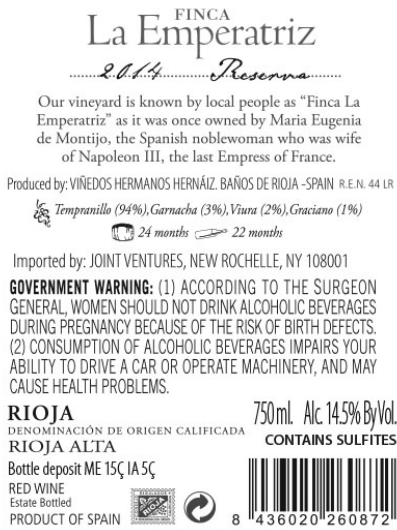 FINCA
La Emperatriz
2014 Reserva
Our vineyard is known by local people as “Finca La
Emperatriz” as it was once owned by Maria Eugenia
de Montijo, the Spanish noblewoman who was wife
of Napoleon III, the last Empress of France.
Produced by: VIÑEDOS HERMANOS HERNÁIZ. BAÑOS DE RIOJA -SPAIN R.E.N. 44 LR
Tempranillo (94%),Garnacha (3%),Viura (2%),Graciano (1%)
24 months 22 months
Imported by: JOINT VENTURES, NEW ROCHELLE, NY 108001
GOVERNMENT WARNING: (1) ACCORDING TO THE SURGEON
GENERAL, WOMEN SHOULD NOT DRINK ALCOHOLIC BEVERAGES
DURING PREGNANCY BECAUSE OF THE RISK OF BIRTH DEFECTS.
(2) CONSUMPTION OF ALCOHOLIC BEVERAGES IMPAIRS YOUR
ABILITY TO DRIVE A CAR OR OPERATE MACHINERY, AND MAY
CAUSE HEALTH PROBLEMS.
RIOJA 750ml. Alc. 14.5% By Vol.
DENOMINACIÓN DE ORIGEN CALIFICADA
CONTAINS SULFITES
RIOJA ALTA
Bottle deposit ME 15Ç IA 5Ç
RED WINE
Estate Bottled
PRODUCT OF SPAIN
RIOJA
8 436020 260872